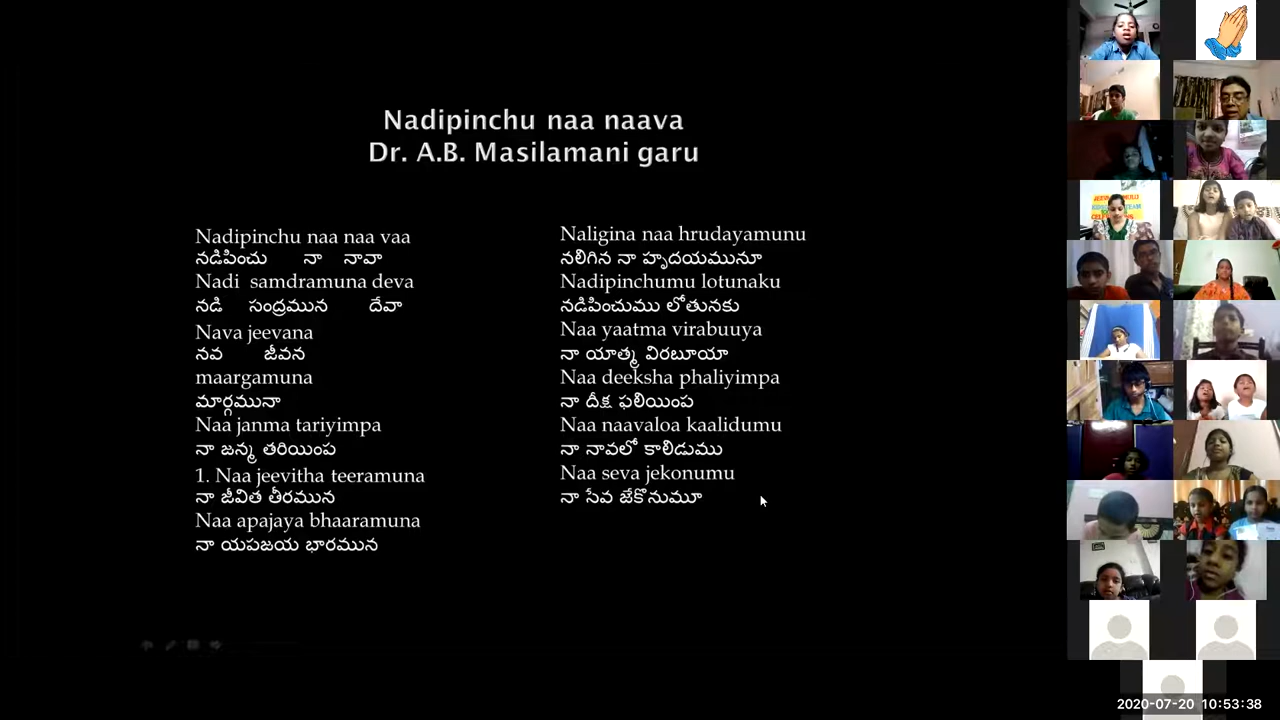 Nadipinchu naa naava
Dr. A.B. Masilamani garu
Nadipinchu naa naa vaa
నడిపించు నా నావా
Nadi samdramuna deva
నడి సంద్రమున దేవా
Nava jeevana
నవ జీవన
maargamuna
మార్గమునా
Naa janma tariyimpa
నా జన్మ తరియింప
1. Naa jeevitha teeramuna
నా జీవిత తీరమున
Naa apajaya bhaaramuna
నా యపజయ భారమున
Naligina naa hrudayamunu
నలిగిన నా హృదయమునూ
Nadipinchumu lotunaku
నడిపించుము లోతునకు
Naa yaatma virabuuya
నా యాత్మ విరబూయా
Naa deeksha phaliyimpa
నా దీక్ష ఫలియింప
Naa naavaloa kaalidumu
నా నావలో కాలిడుము
Naa seva jekonumu
నా సేవ జేకొనుమూ
2020-07-20 10:53:38